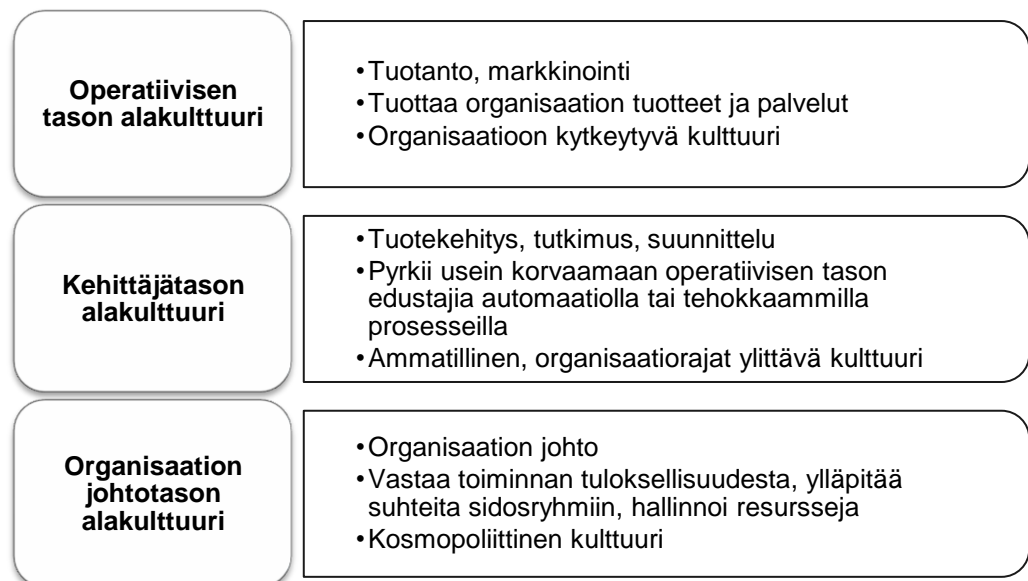 Operatiivisen
tason alakulttuuri
•Tuotanto, markkinointi
•Tuottaa organisaation tuotteet ja palvelut
•Organisaatioon kytkeytyvä kulttuuri
Kehittäjätason
alakulttuuri
•Tuotekehitys, tutkimus, suunnittelu
•Pyrkii usein korvaamaan operatiivisen tason
edustajia automaatiolla tai tehokkaammilla
prosesseilla
•Ammatillinen, organisaatiorajat ylittävä kulttuuri
Organisaation
johtotason
alakulttuuri
•Organisaation johto
•Vastaa toiminnan tuloksellisuudesta, ylläpitää
suhteita sidosryhmiin, hallinnoi resursseja
•Kosmopoliittinen kulttuuri